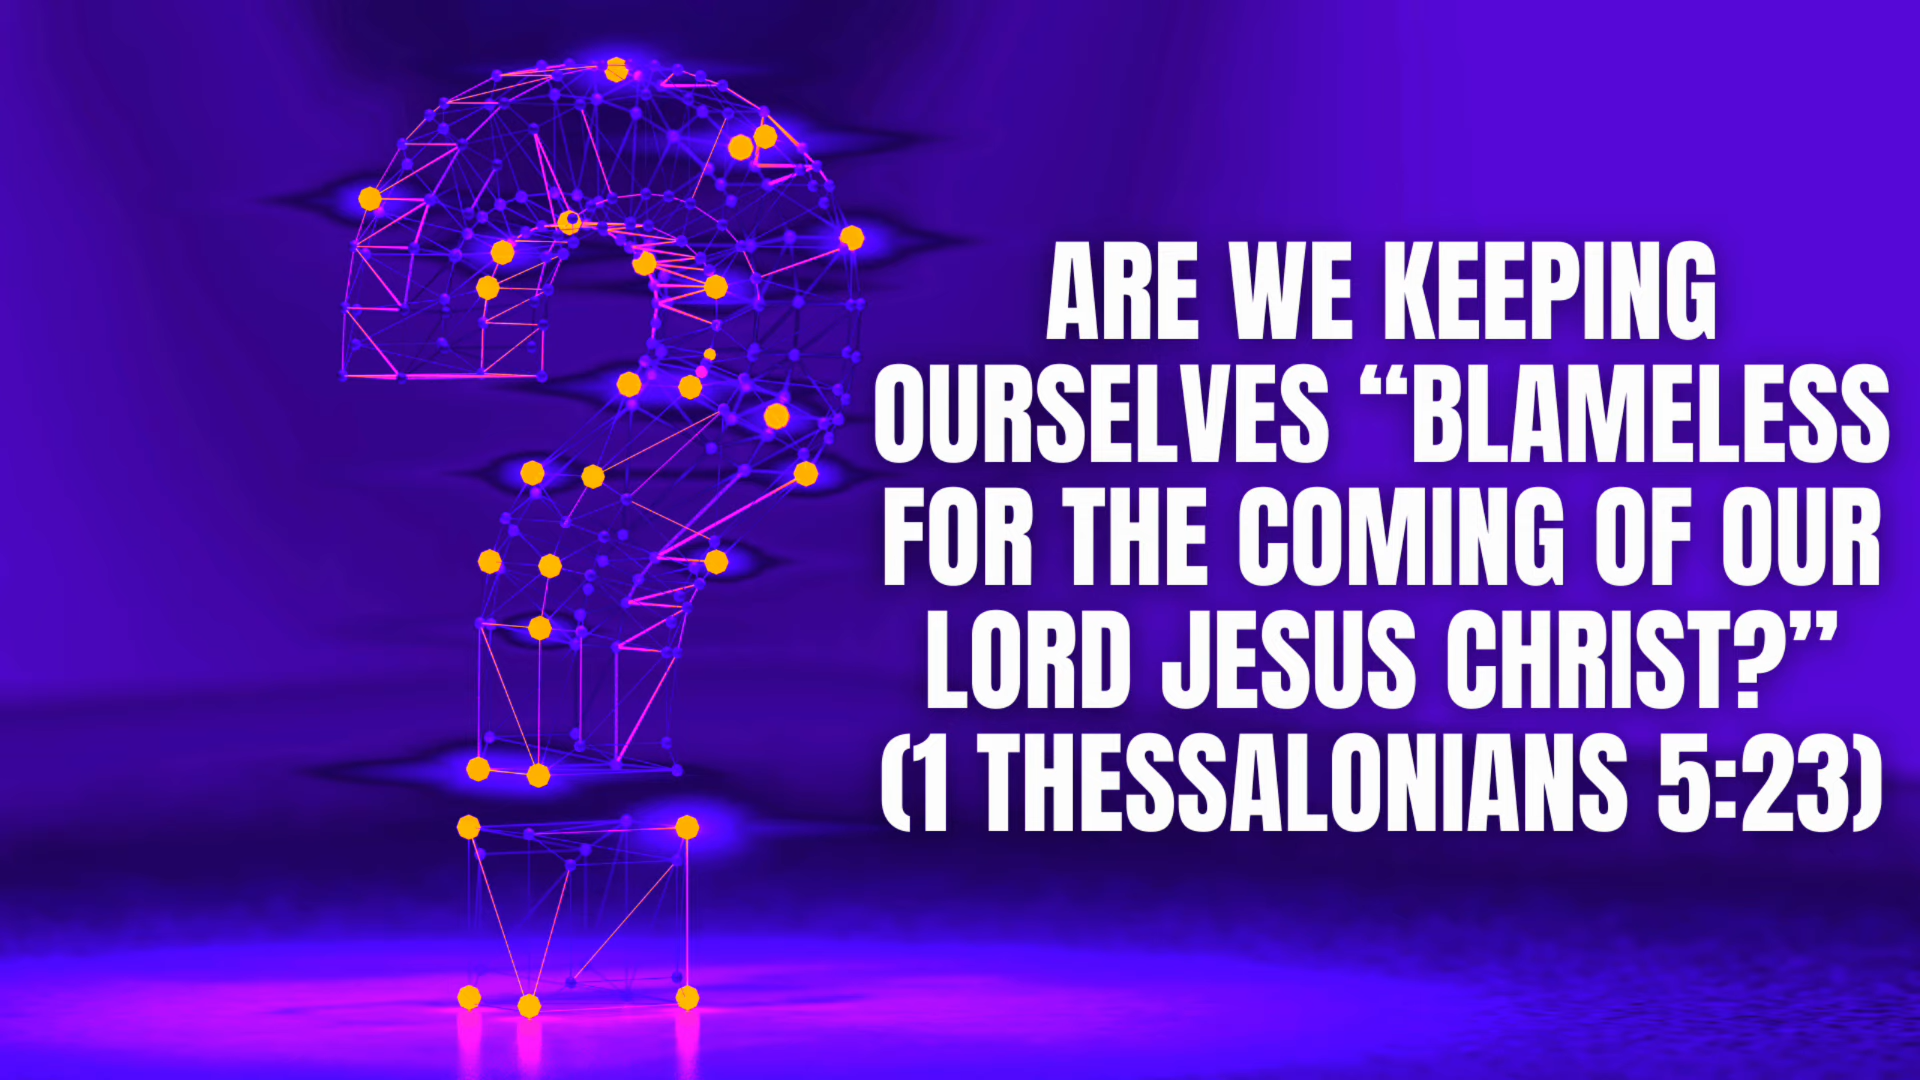 ARE WE KEEPING
OURSELVES “BLAMELESS
FOR THE COMING OF OUR
LORD JESUS CHRIST?”
(1 THESSALONIANS 5:23)